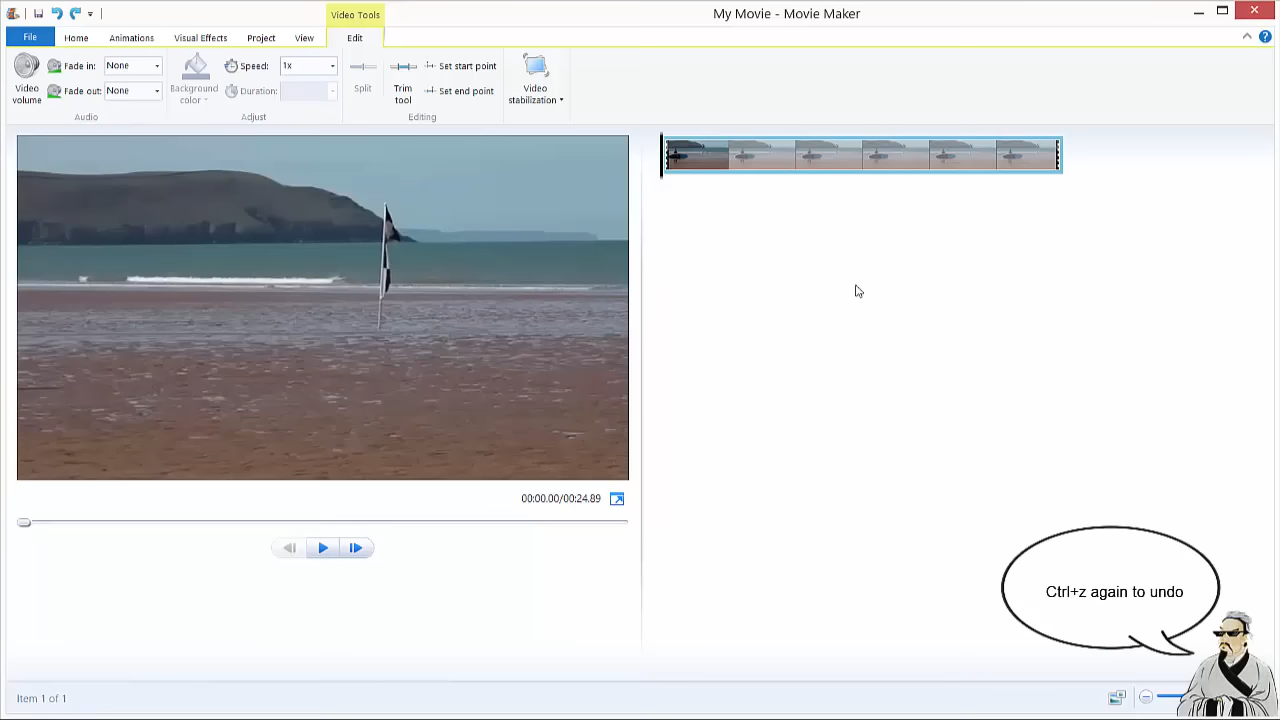 My Movie - Movie Maker
Video Tools
File
Home
Animations
Visual Effects
Project
View
Edit
Video volume
Fade in: None
Fade out: None
Audio
Background color
Speed: 1x
Duration:
Adjust
Split
Trim tool
Set start point
Set end point
Editing
Video stabilization
00:00.00/00:24.89
Ctrl+z again to undo
Item 1 of 1